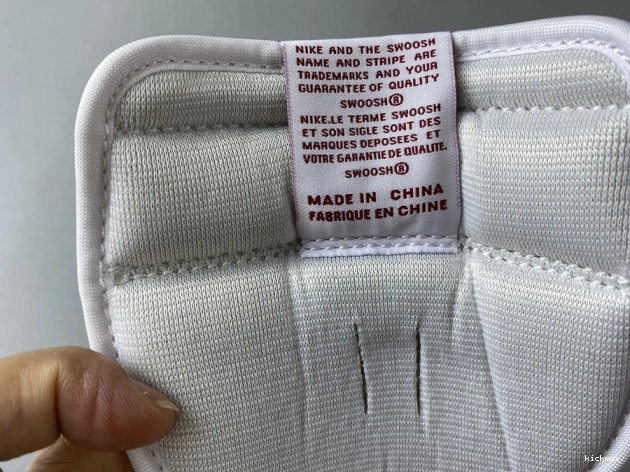 NIKE AND THE SWOOSH
NAME AND STRIPE ARE
TRADEMARKS AND YOUR
GUARANTEE OF QUALITY
SWOOSH®
NIKE.LE TERME SWOOSH
ET SON SIGLE SONT DES
MARQUES DEPOSEES ET
VOTRE GARANTIE DE QUALITE.
SWOOSH®
MADE IN CHINA
FABRIQUE EN CHINE